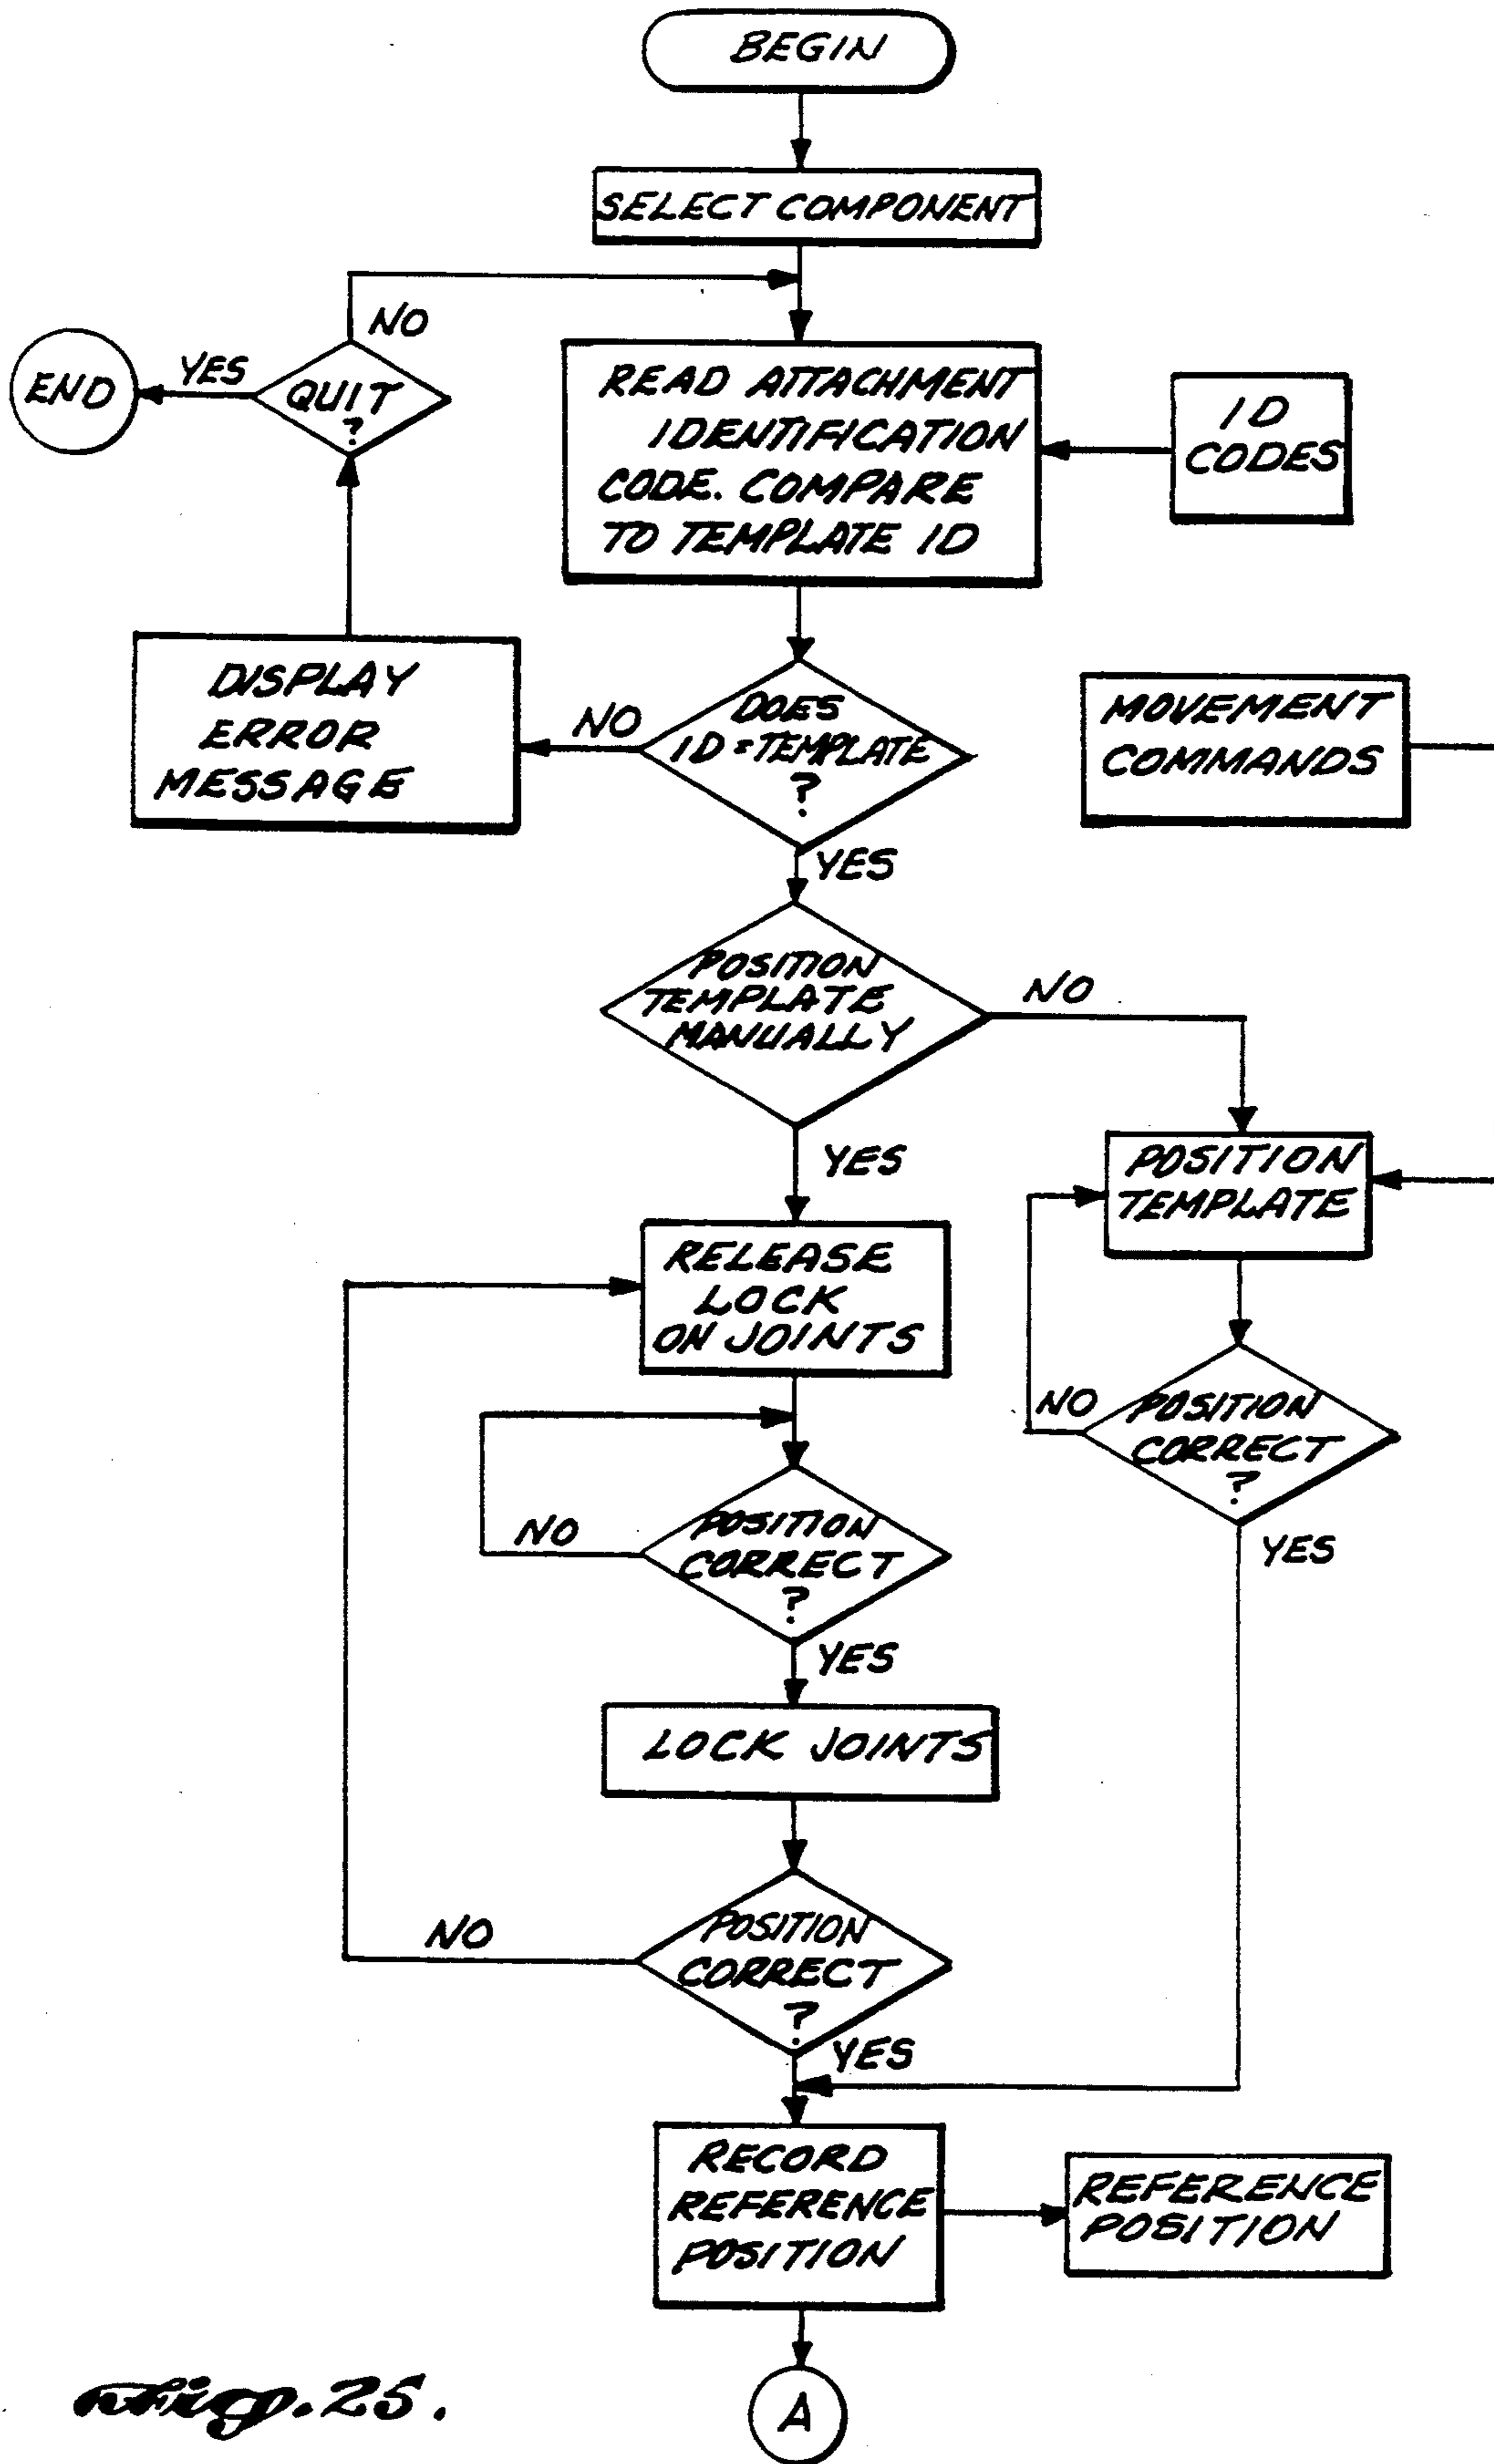 BEGIN
SELECT COMPONENT
NO
END
YES
QUIT
?
READ ATTACHMENT
IDENTIFICATION
CODE. COMPARE
TO TEMPLATE ID
ID
CODES
DISPLAY
ERROR
MESSAGE
NO
DOES
ID = TEMPLATE
?
MOVEMENT
COMMANDS
YES
POSITION
TEMPLATE
MANUALLY
NO
YES
POSITION
TEMPLATE
RELEASE
LOCK
ON JOINTS
NO
POSITION
CORRECT
?
YES
NO
POSITION
CORRECT
?
YES
LOCK JOINTS
NO
POSITION
CORRECT
?
YES
RECORD
REFERENCE
POSITION
REFERENCE
POSITION
A
Fig. 25.